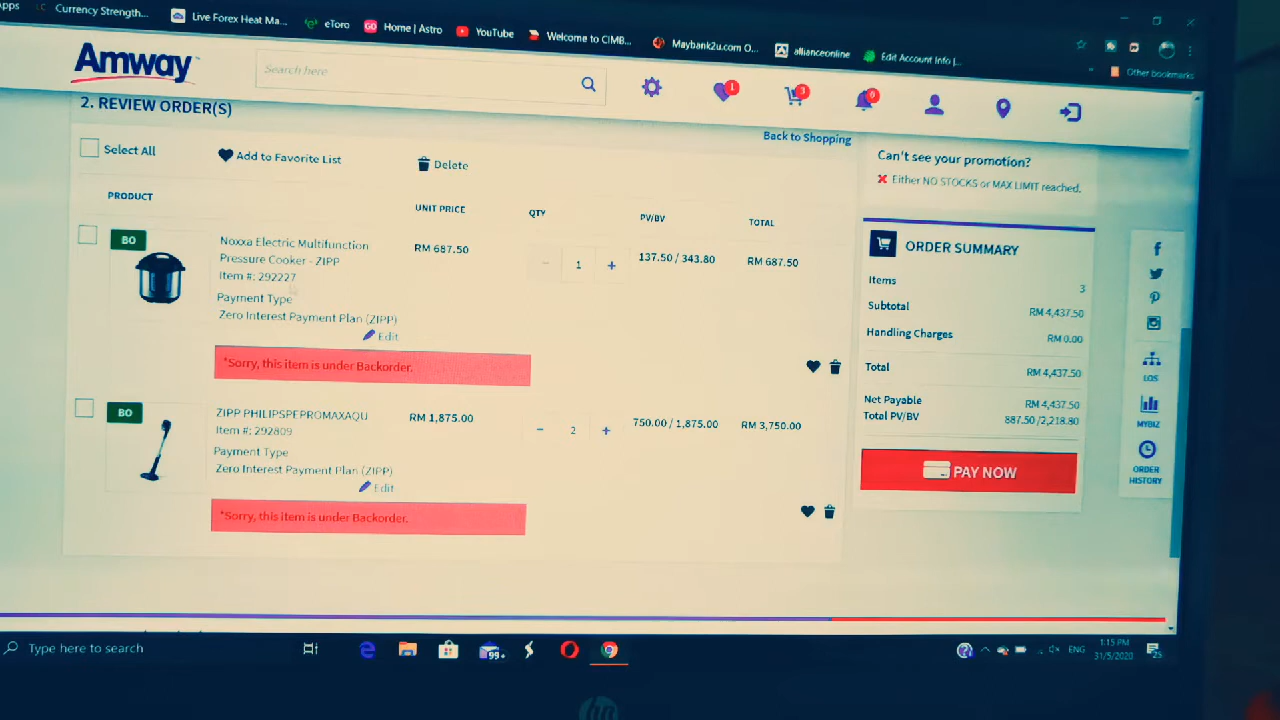 Apps
Currency Strength...
Live Forex Heat Ma...
eToro
Home | Astro
YouTube
Welcome to CIMB...
Maybank2u.com O...
allianceonline
Edit Account Info |...
Other bookmarks
Amway
Search here
1
3
0
2. REVIEW ORDER(S)
Back to Shopping
Select All
Add to Favorite List
Delete
PRODUCT
UNIT PRICE
QTY
PV/BV
TOTAL
BO
Noxxa Electric Multifunction
Pressure Cooker - ZIPP
Item #: 292227
Payment Type
Zero Interest Payment Plan (ZIPP)
Edit
RM 687.50
1
137.50 / 343.80
RM 687.50
*Sorry, this item is under Backorder.
BO
ZIPP PHILIPSPEPROMAXAQU
Item #: 292809
Payment Type
Zero Interest Payment Plan (ZIPP)
Edit
RM 1,875.00
2
750.00 / 1,875.00
RM 3,750.00
*Sorry, this item is under Backorder.
Can't see your promotion?
Either NO STOCKS or MAX LIMIT reached.
ORDER SUMMARY
Items 3
Subtotal RM 4,437.50
Handling Charges RM 0.00
Total RM 4,437.50
Net Payable RM 4,437.50
Total PV/BV 887.50 /2,218.80
PAY NOW
LOS
MYBIZ
ORDER
HISTORY
Type here to search
99+
ENG
1:15 PM
31/5/2020
25
hp